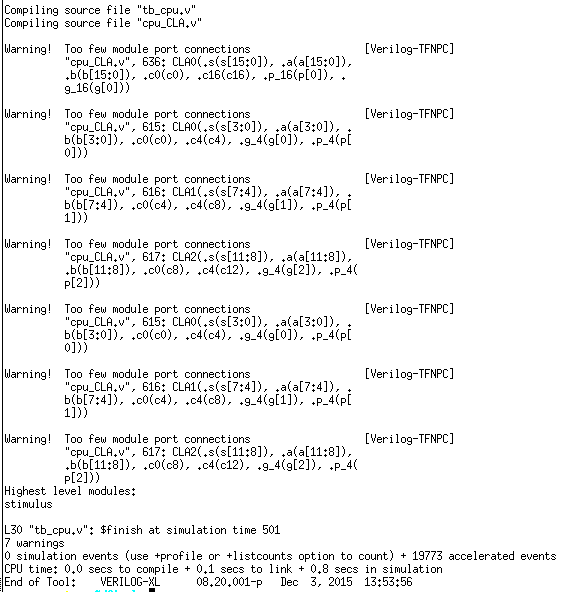 Compiling source file "tb_cpu.v"
Compiling source file "cpu_CLA.v"
Warning! Too few module port connections [Verilog-TFNPC]
"cpu_CLA.v", 636: CLA0(.s(s[15:0]), .a(a[15:0]),
.b(b[15:0]), .c0(c0), .c16(c16), .p_16(p[0]), .
g_16(g[0]))
Warning! Too few module port connections [Verilog-TFNPC]
"cpu_CLA.v", 615: CLA0(.s(s[3:0]), .a(a[3:0]), .
b(b[3:0]), .c0(c0), .c4(c4), .g_4(g[0]), .p_4(p[
0]))
Warning! Too few module port connections [Verilog-TFNPC]
"cpu_CLA.v", 616: CLA1(.s(s[7:4]), .a(a[7:4]), .
b(b[7:4]), .c0(c4), .c4(c8), .g_4(g[1]), .p_4(p[
1]))
Warning! Too few module port connections [Verilog-TFNPC]
"cpu_CLA.v", 617: CLA2(.s(s[11:8]), .a(a[11:8]),
.b(b[11:8]), .c0(c8), .c4(c12), .g_4(g[2]), .p_4(
p[2]))
Warning! Too few module port connections [Verilog-TFNPC]
"cpu_CLA.v", 615: CLA0(.s(s[3:0]), .a(a[3:0]), .
b(b[3:0]), .c0(c0), .c4(c4), .g_4(g[0]), .p_4(p[
0]))
Warning! Too few module port connections [Verilog-TFNPC]
"cpu_CLA.v", 616: CLA1(.s(s[7:4]), .a(a[7:4]), .
b(b[7:4]), .c0(c4), .c4(c8), .g_4(g[1]), .p_4(p[
1]))
Warning! Too few module port connections [Verilog-TFNPC]
"cpu_CLA.v", 617: CLA2(.s(s[11:8]), .a(a[11:8]),
.b(b[11:8]), .c0(c8), .c4(c12), .g_4(g[2]), .p_4(
p[2]))
Highest level modules:
stimulus
L30 "tb_cpu.v": $finish at simulation time 501
7 warnings
0 simulation events (use +profile or +listcounts option to count) + 19773 accelerated events
CPU time: 0.0 secs to compile + 0.1 secs to link + 0.8 secs in simulation
End of Tool: VERILOG-XL 08.20.001-p Dec 3, 2015 13:53:56